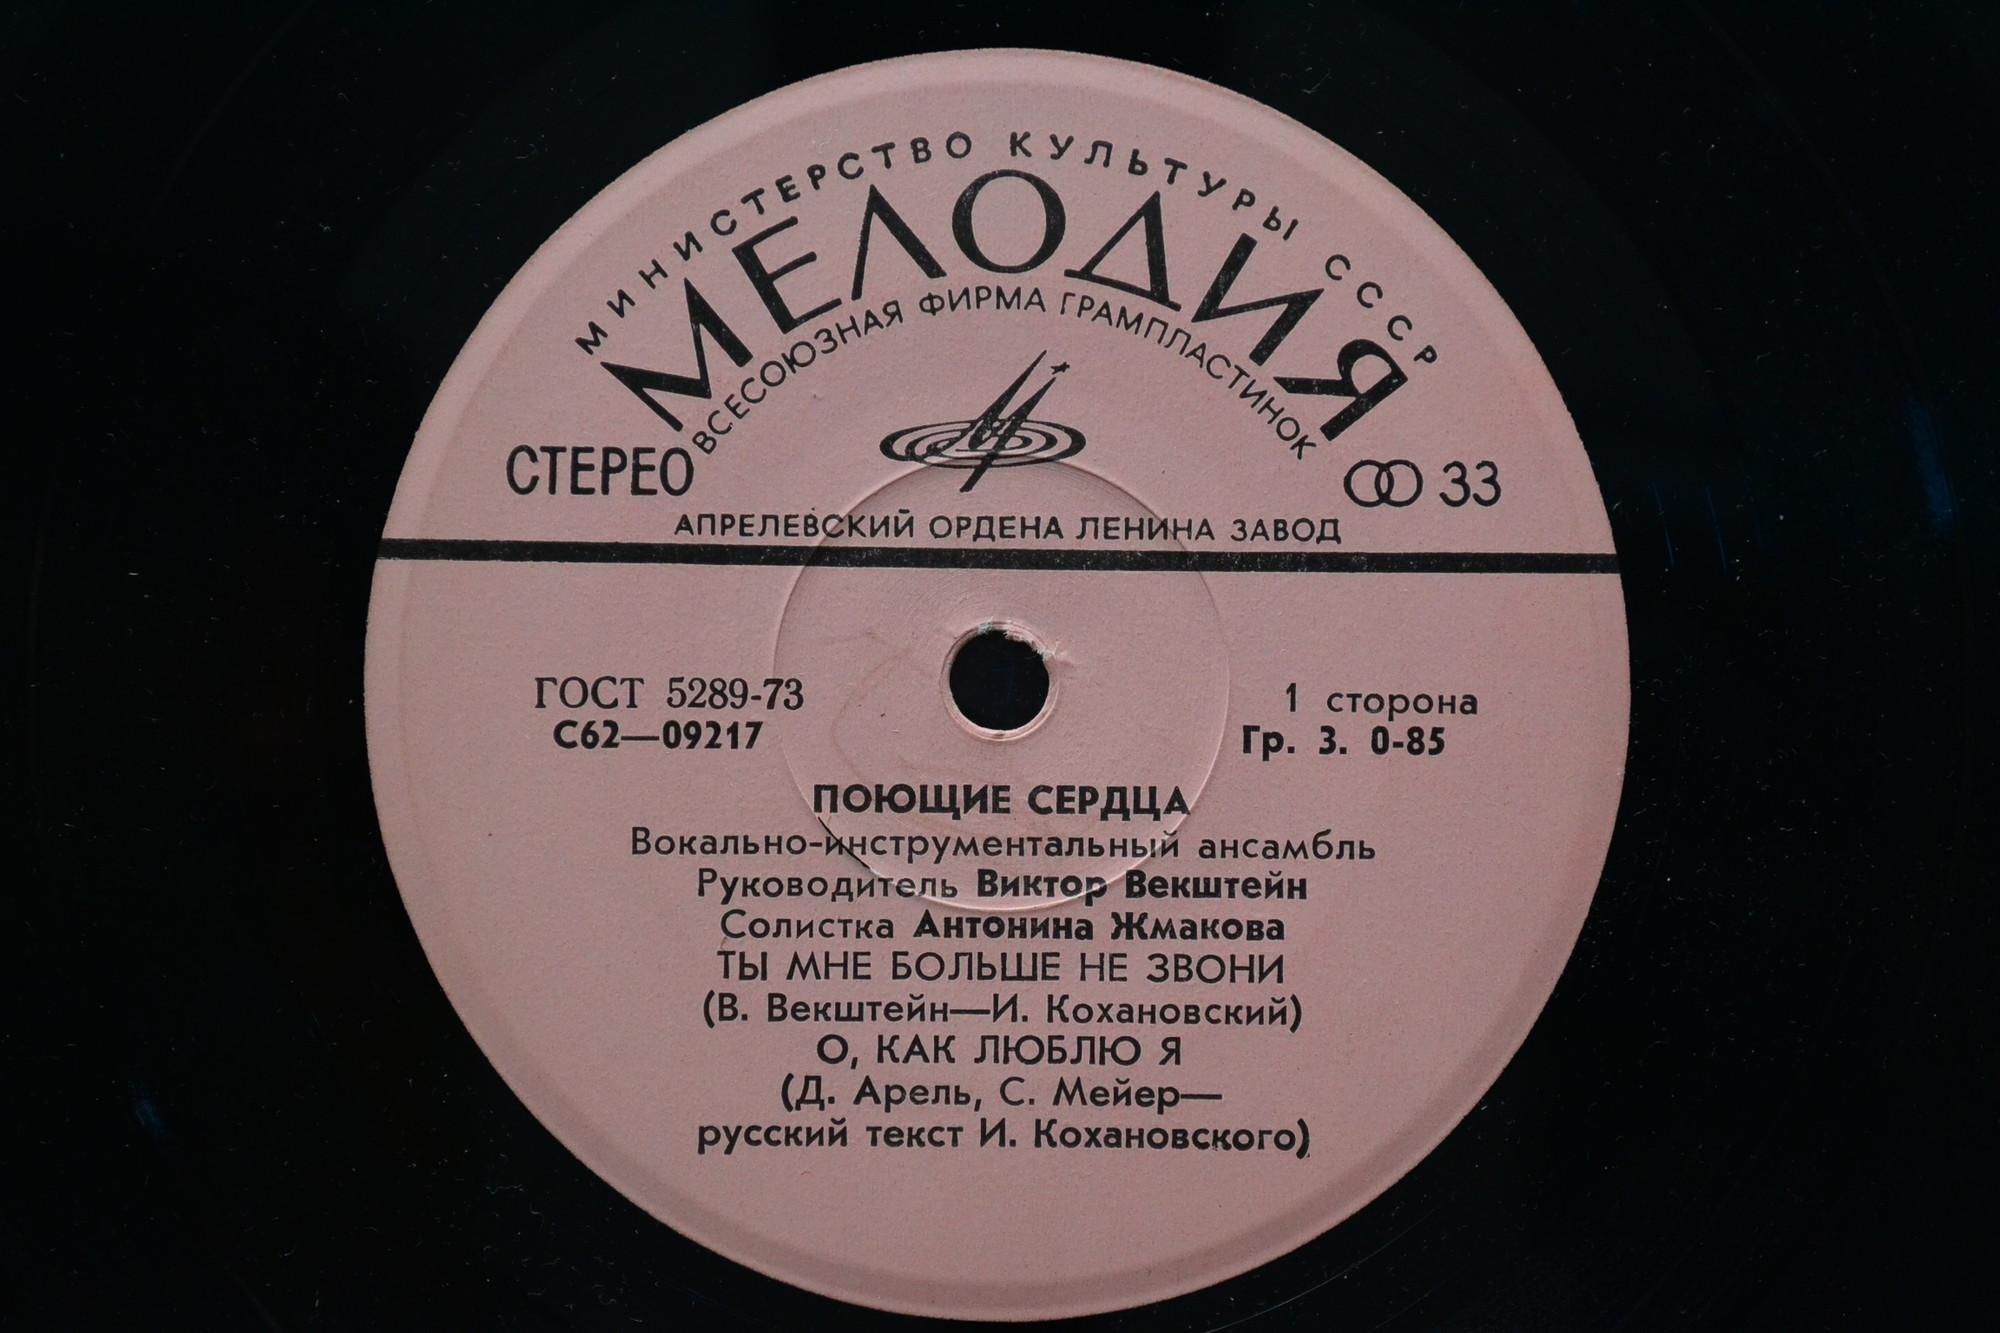 МИНИСТЕРСТВО КУЛЬТУРЫ СССР
МЕЛОДИЯ
ВСЕСОЮЗНАЯ ФИРМА ГРАМПЛАСТИНОК
СТЕРЕО
33
АПРЕЛЕВСКИЙ ОРДЕНА ЛЕНИНА ЗАВОД
ГОСТ 5289-73
С62—09217
1 сторона
Гр. 3. 0-85
ПОЮЩИЕ СЕРДЦА
Вокально-инструментальный ансамбль
Руководитель Виктор Векштейн
Солистка Антонина Жмакова
ТЫ МНЕ БОЛЬШЕ НЕ ЗВОНИ
(В. Векштейн—И. Кохановский)
О, КАК ЛЮБЛЮ Я
(Д. Арель, С. Мейер—
русский текст И. Кохановского)